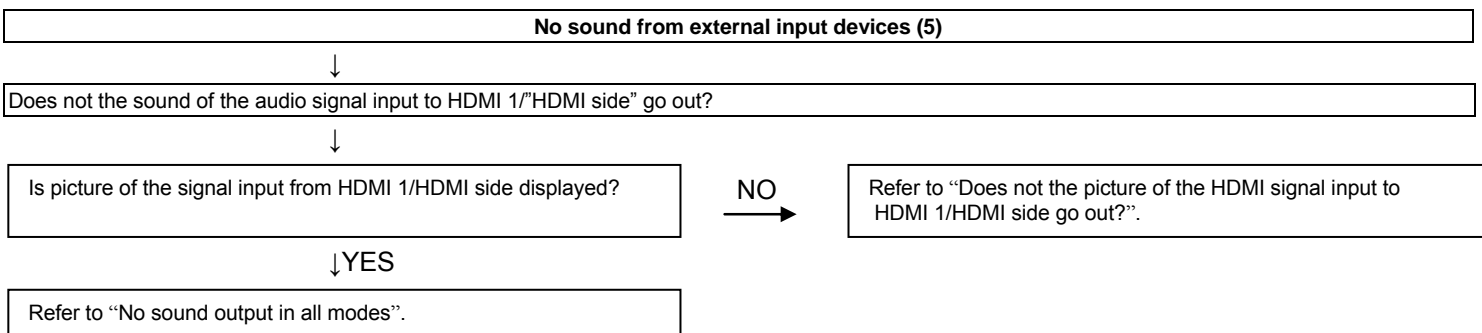 No sound from external input devices (5)
↓
Does not the sound of the audio signal input to HDMI 1/”HDMI side” go out?
↓
Is picture of the signal input from HDMI 1/HDMI side displayed?
NO
Refer to “Does not the picture of the HDMI signal input to
HDMI 1/HDMI side go out?”.
↓YES
Refer to “No sound output in all modes”.